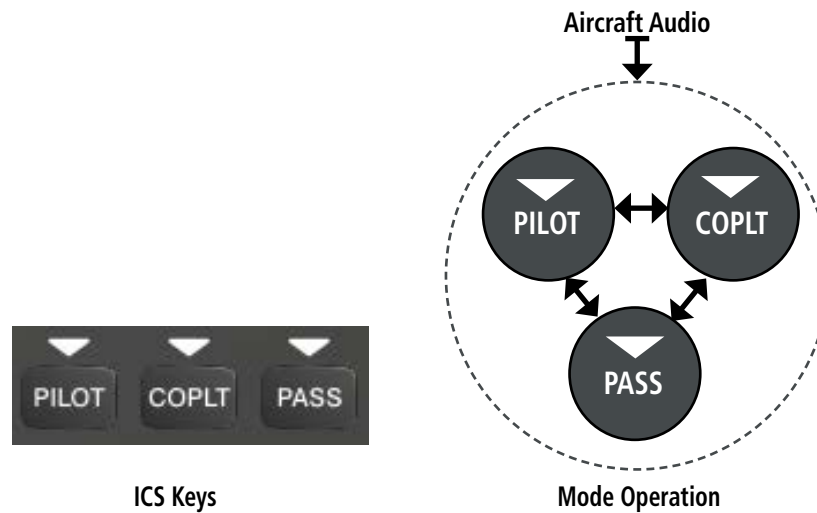 Aircraft Audio
PILOT
COPLT
PASS
PILOT
COPLT
PASS
ICS Keys
Mode Operation